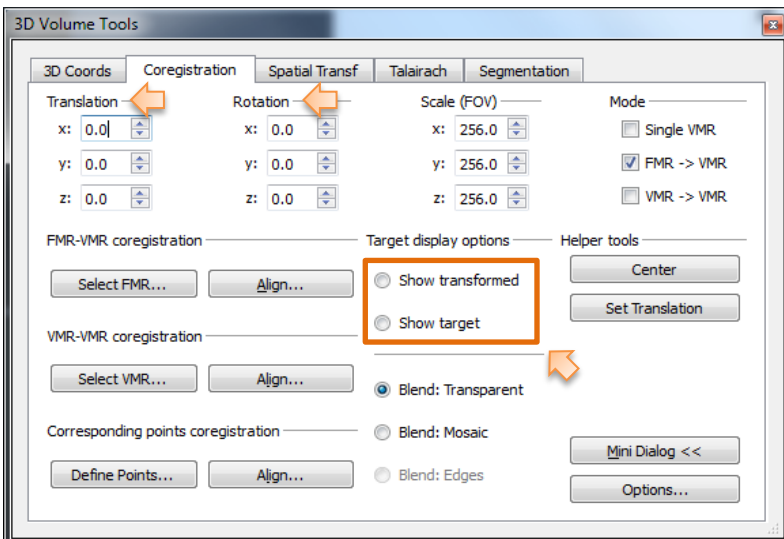 3D Volume Tools
3D Coords Coregistration Spatial Transf Talairach Segmentation
Translation Rotation Scale (FOV) Mode
x: 0.0 x: 0.0 x: 256.0 Single VMR
y: 0.0 y: 0.0 y: 256.0 FMR -> VMR
z: 0.0 z: 0.0 z: 256.0 VMR -> VMR
FMR-VMR coregistration Target display options Helper tools
Select FMR... Align... Show transformed Center
Show target Set Translation
VMR-VMR coregistration
Select VMR... Align... Blend: Transparent
Corresponding points coregistration Blend: Mosaic
Mini Dialog <<
Define Points... Align... Blend: Edges
Options...